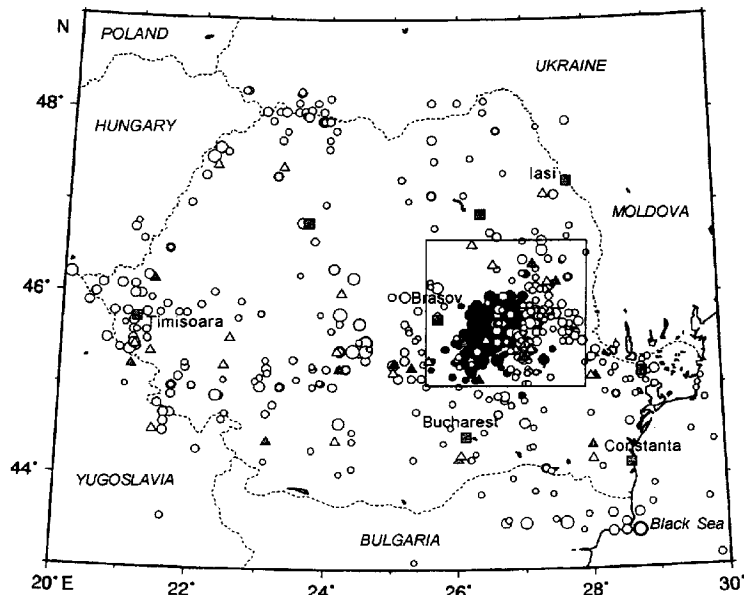 N
POLAND
UKRAINE
48°
HUNGARY
Iasi
MOLDOVA
46°
Brasov
Timisoara
Bucharest
Constanta
44°
YUGOSLAVIA
Black Sea
BULGARIA
20°E
22°
24°
26°
28°
30°